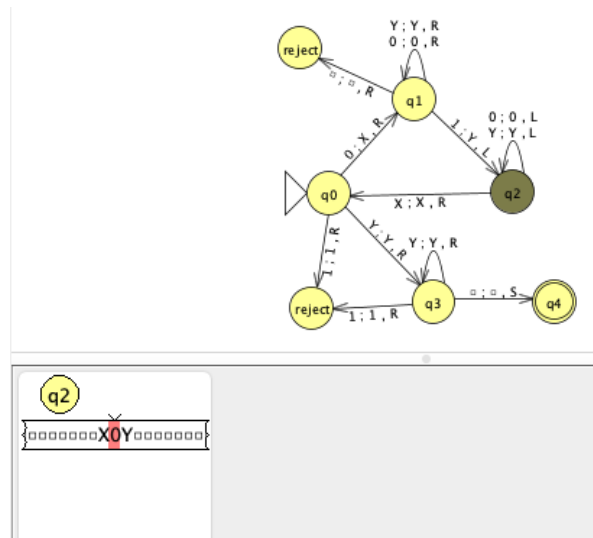 Y;Y,R
0;0,R
reject
□;□,R
q1
0;0,L
Y;Y,L
1;Y,L
0;X,R
q0
q2
X;X,R
Y;Y,R
Y;Y,R
1;1,R
□;□,S
reject
1;1,R
q3
q4
q2
□□□□□□□X0Y□□□□□□□